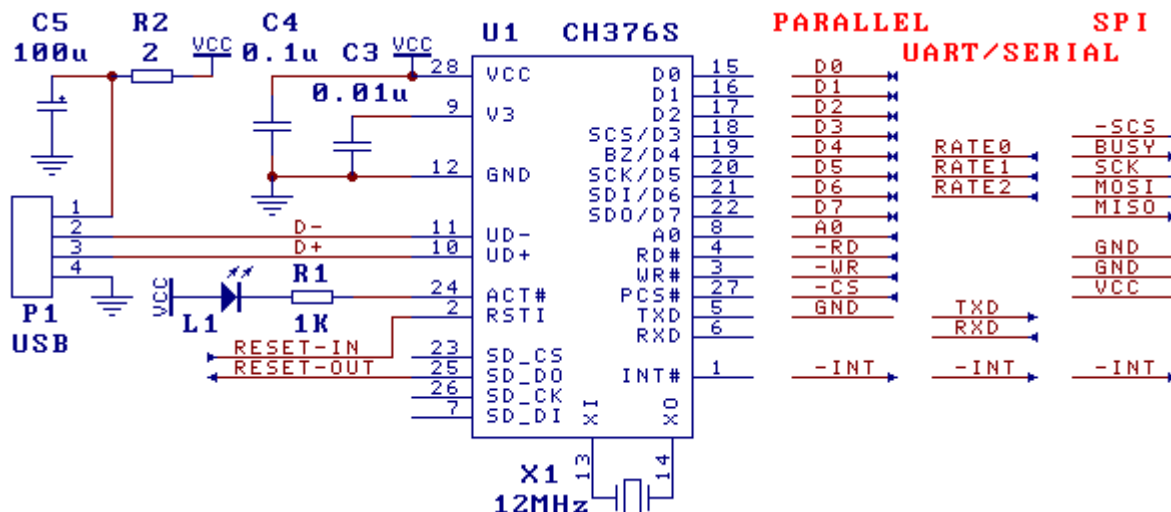 C5 R2 C4 U1 CH376S PARALLEL SPI
100u 2 VCC 0.1u C3 VCC UART/SERIAL
0.01u
28 VCC D0 15 D0
D1 16 D1
9 V3 D2 17 D2
SCS/D3 18 D3 -SCS
BZ/D4 19 D4 RATE0 BUSY
12 GND SCK/D5 20 D5 RATE1 SCK
SDI/D6 21 D6 RATE2 MOSI
1 SDO/D7 22 D7 MISO
2 D- 11 UD- A0 8 A0
3 D+ 10 UD+ RD# 4 -RD GND
4 WR# 3 -WR GND
VCC R1 24 ACT# PCS# 27 -CS VCC
P1 L1 1K 2 RSTI TXD 5 GND TXD
USB RXD 6 RXD
RESET-IN 23 SD_CS
RESET-OUT 25 SD_DO INT# 1 -INT -INT -INT
26 SD_CK
7 SD_DI XI XO
X1 13 14
12MHz